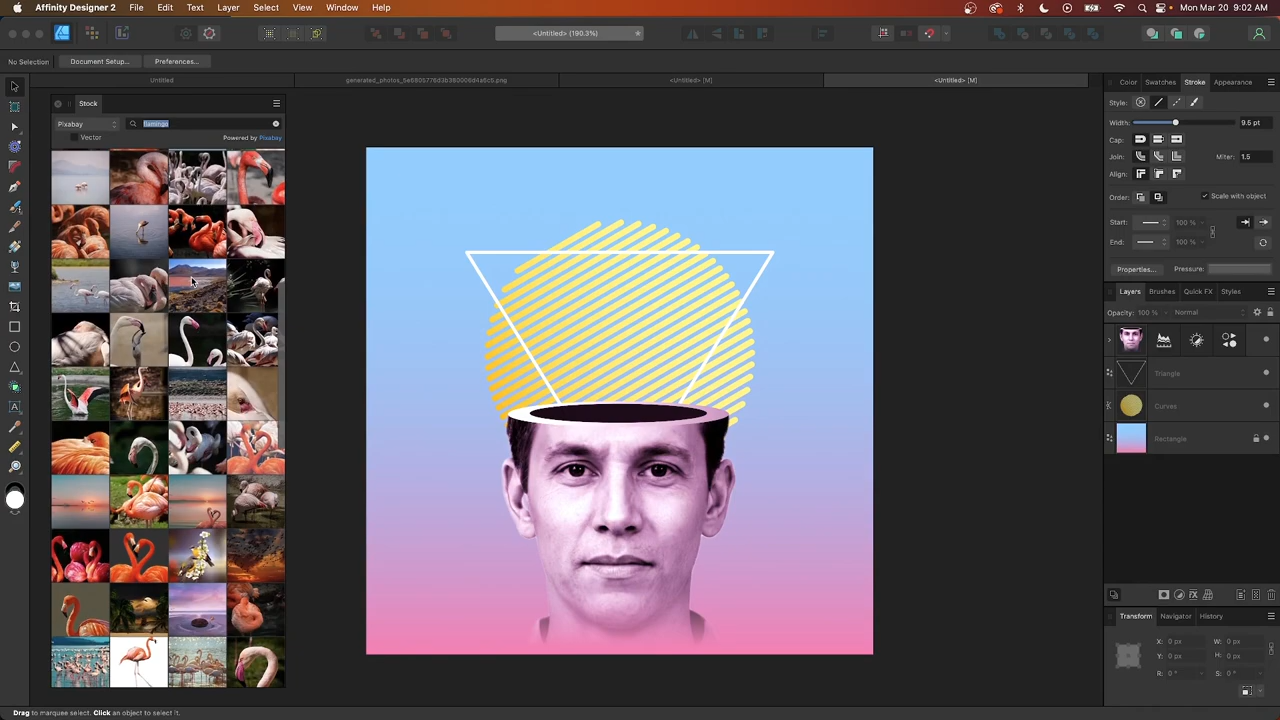 Affinity Designer 2 File Edit Text Layer Select View Window Help Mon Mar 20 9:02 AM
<Untitled> (190.3%)
No Selection Document Setup... Preferences...
Untitled generated_photos_5e6805776d3b380006d4a6c5.png <Untitled> [M] <Untitled> [M]
Stock
Pixabay flamingo
Vector Powered by Pixabay
Color Swatches Stroke Appearance
Style:
Width: 9.6 pt
Cap:
Join: Miter: 1.5
Align:
Order: Scale with object
Start: 100 %
End: 100 %
Properties... Pressure:
Layers Brushes Quick FX Styles
Opacity: 100 % Normal
Triangle
Curves
Rectangle
Transform Navigator History
X: 0 px W: 0 px
Y: 0 px H: 0 px
R: 0 ° S: 0 °
Drag to marquee select. Click an object to select it.